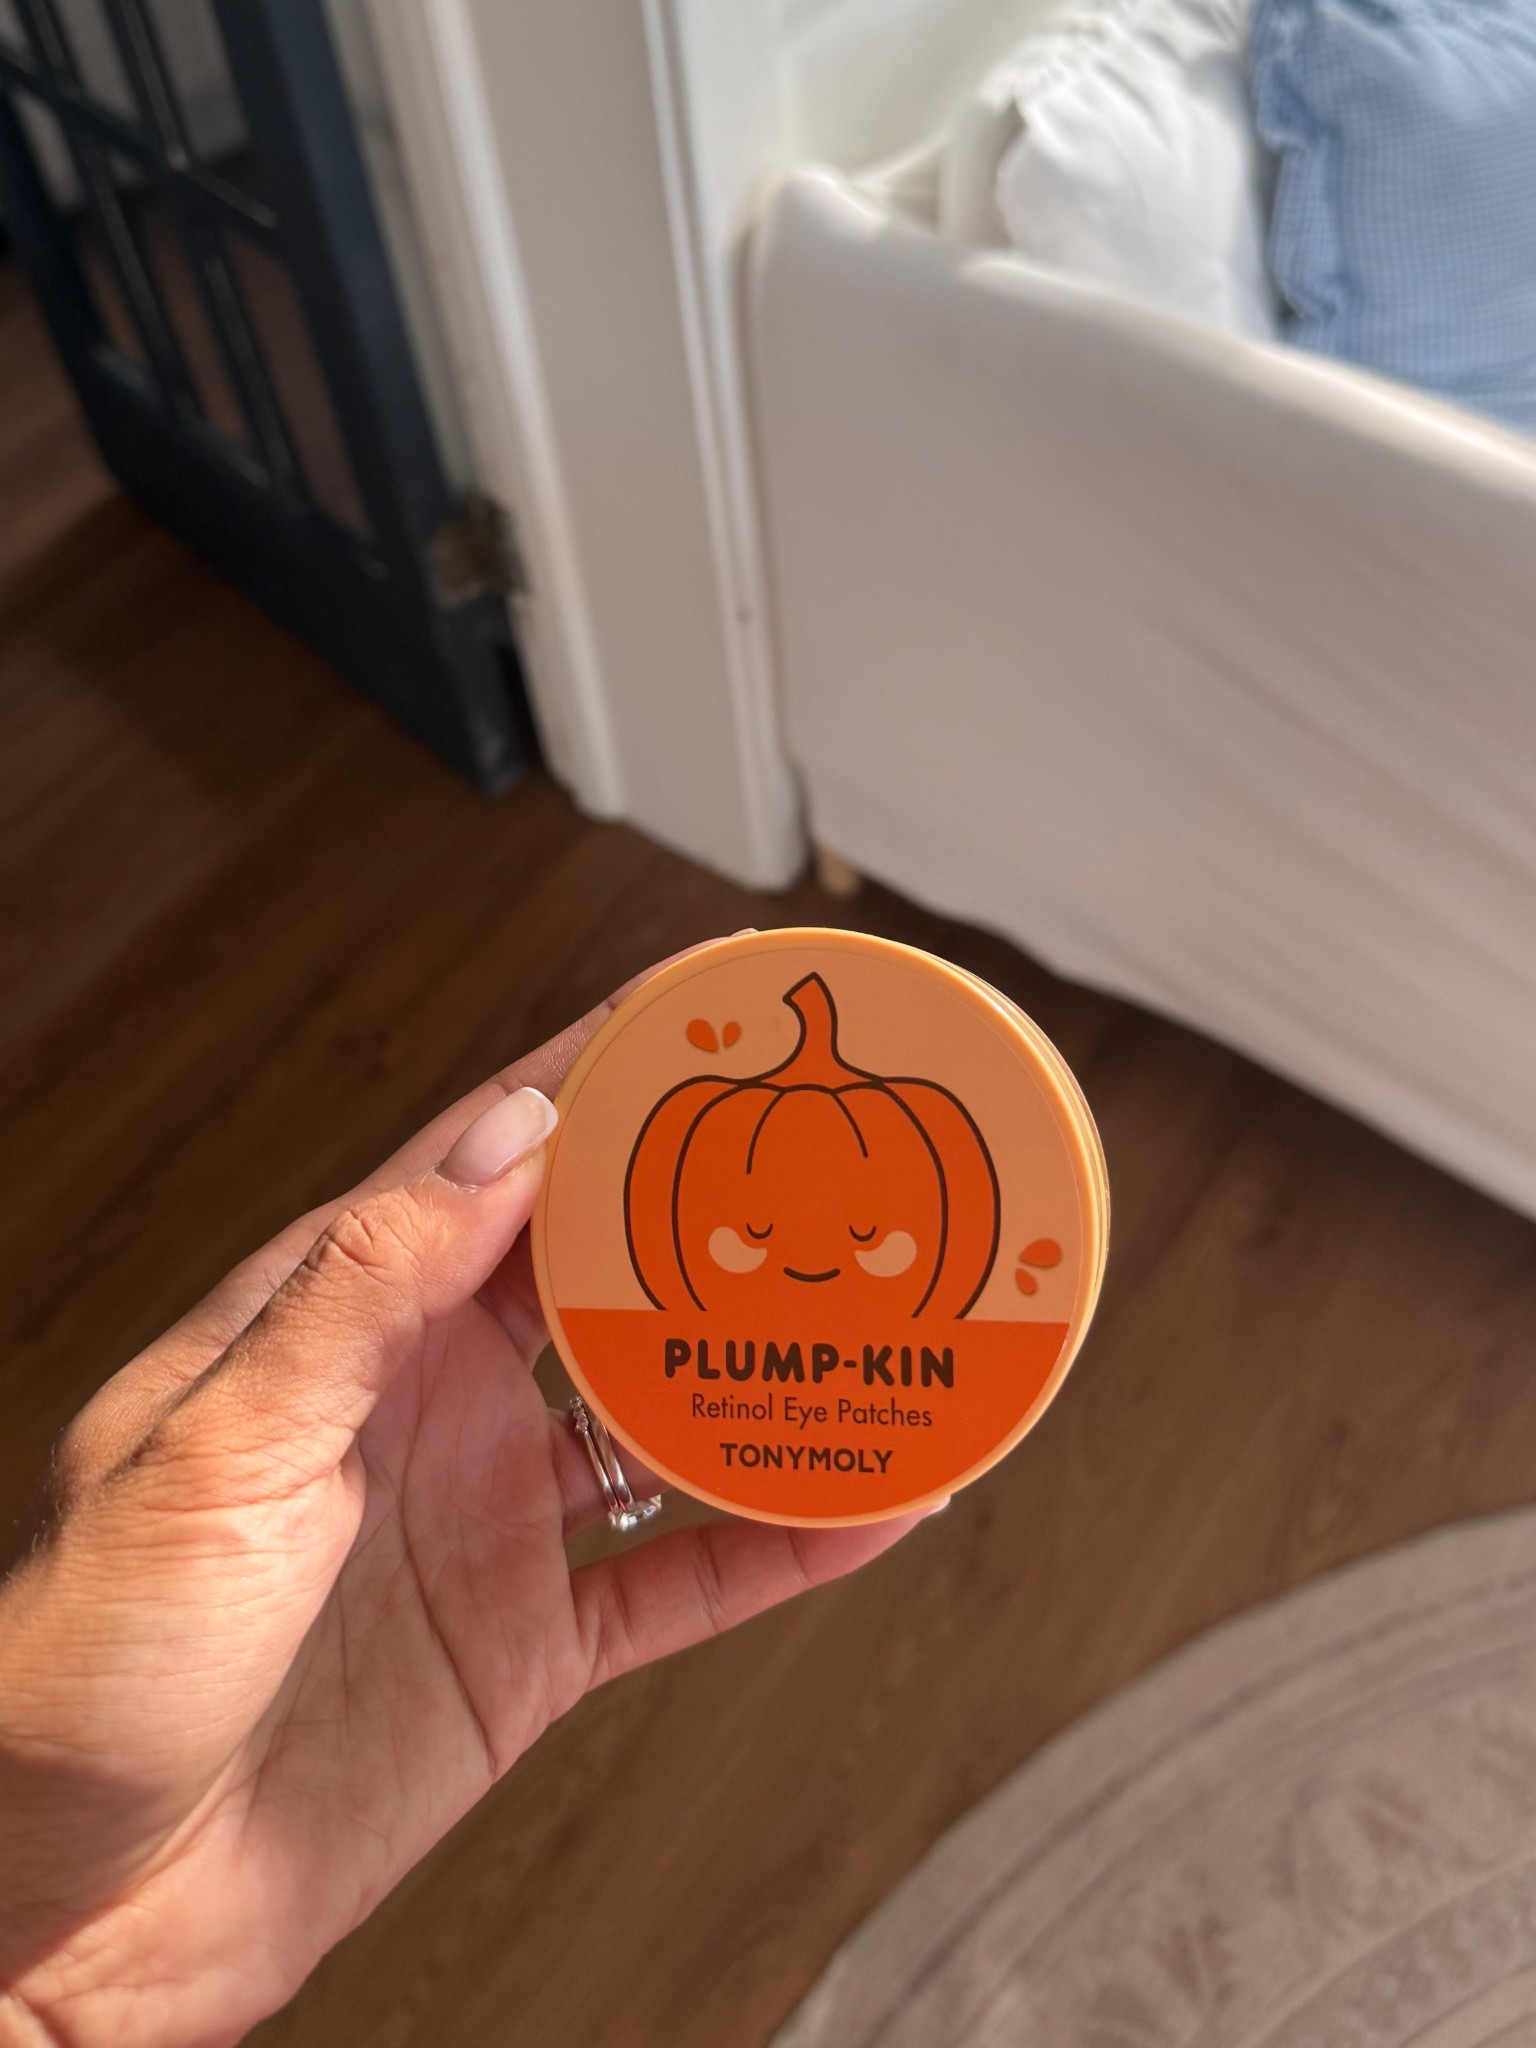 PLUMP-KIN
Retinol Eye Patches
TONYMOLY